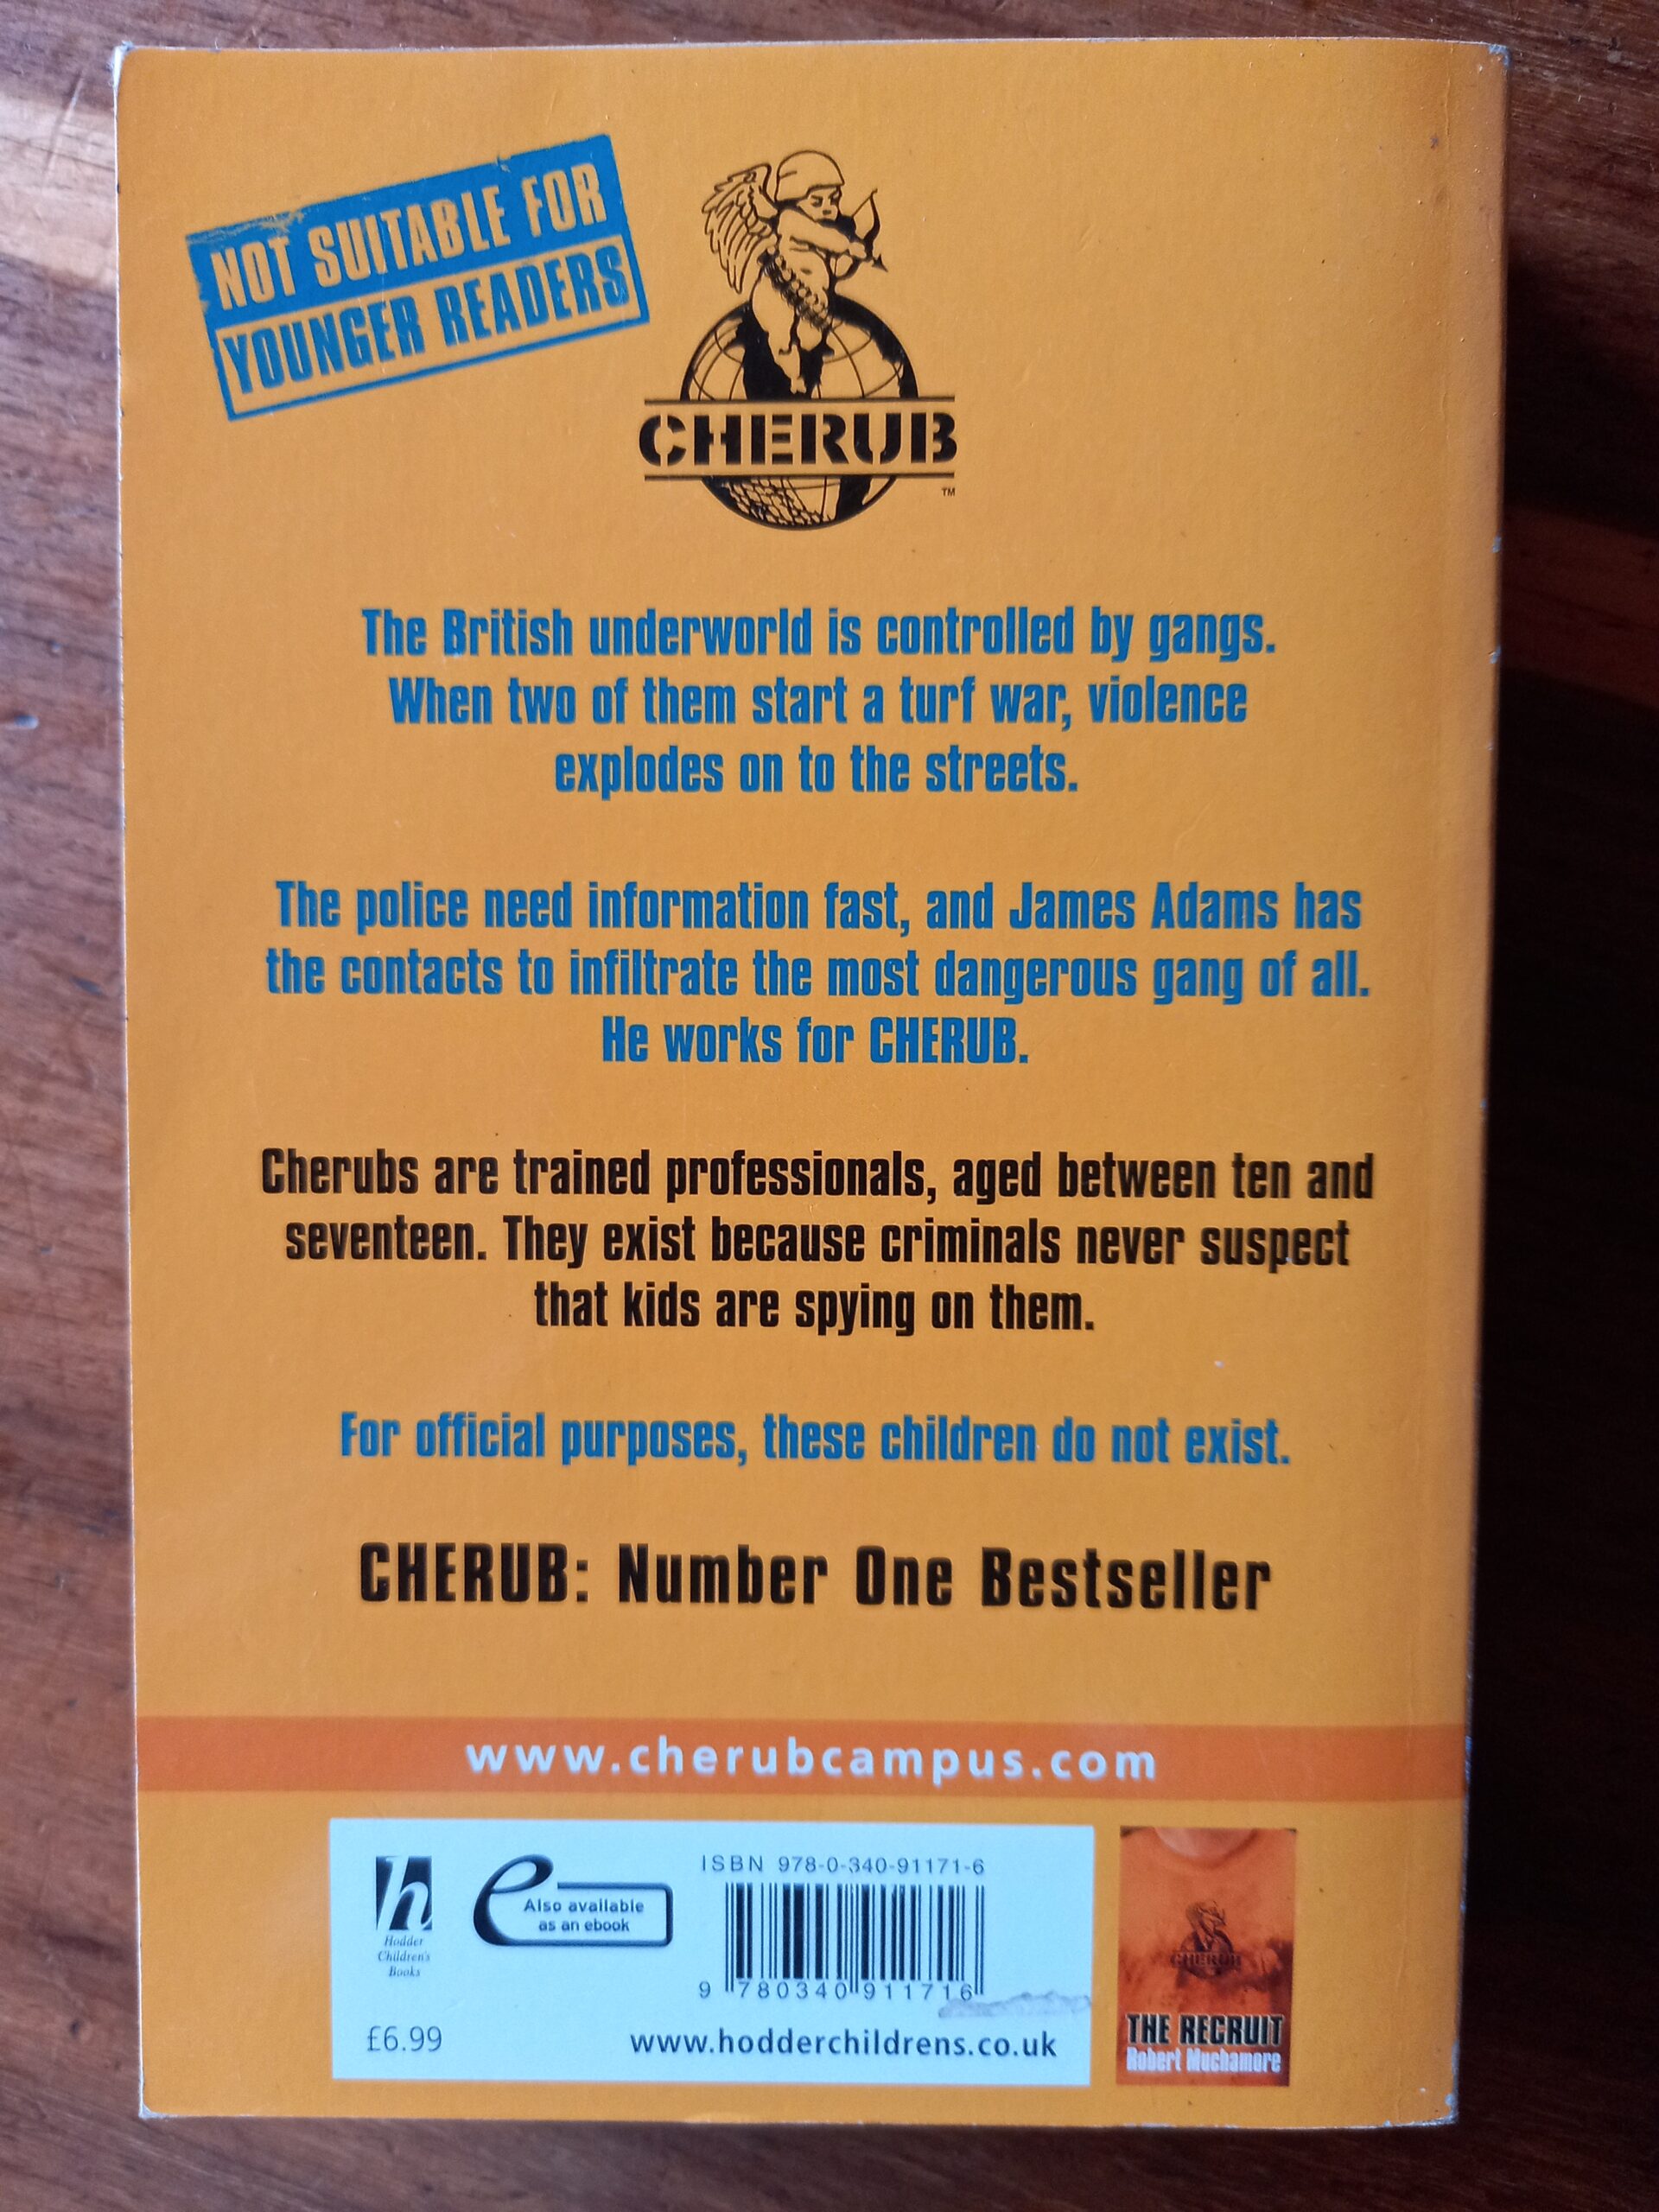 NOT SUITABLE FOR
YOUNGER READERS
CHERUB
TM
The British underworld is controlled by gangs.
When two of them start a turf war, violence
explodes on to the streets.
The police need information fast, and James Adams has
the contacts to infiltrate the most dangerous gang of all.
He works for CHERUB.
Cherubs are trained professionals, aged between ten and
seventeen. They exist because criminals never suspect
that kids are spying on them.
For official purposes, these children do not exist.
CHERUB: Number One Bestseller
www.cherubcampus.com
h
Hodder
Children's
Books
£6.99
e
Also available
as an ebook
ISBN 978-0-340-91171-6
9 780340 911716
www.hodderchildrens.co.uk
CHERUB
THE RECRUIT
Robert Muchamore